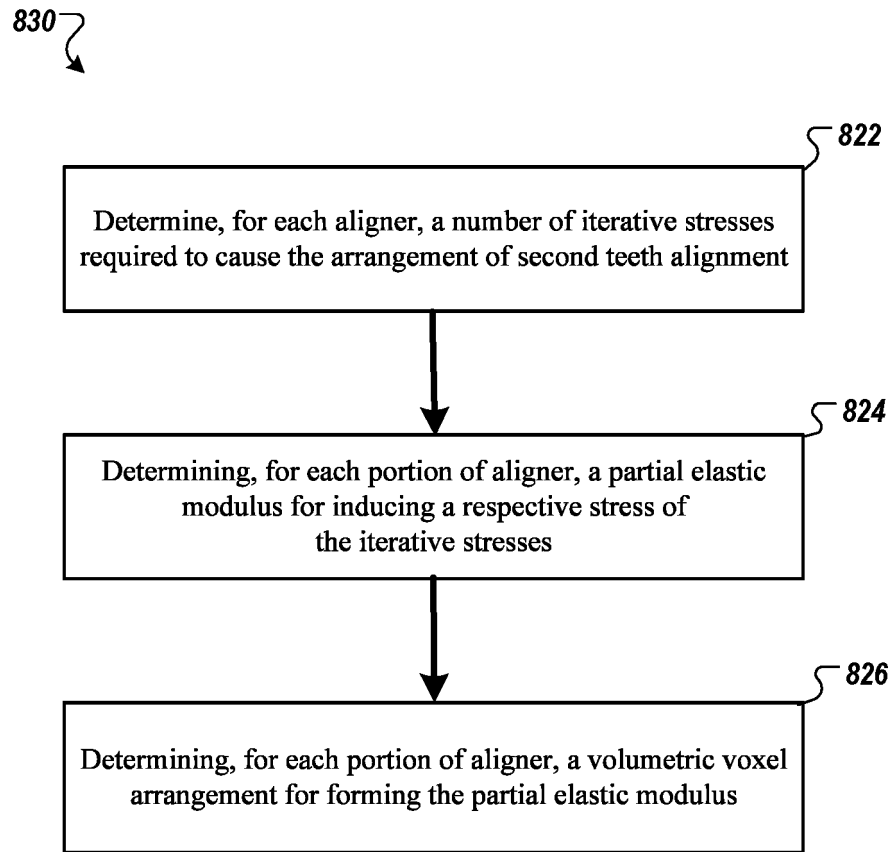 830
822
Determine, for each aligner, a number of iterative stresses
required to cause the arrangement of second teeth alignment
824
Determining, for each portion of aligner, a partial elastic
modulus for inducing a respective stress of
the iterative stresses
826
Determining, for each portion of aligner, a volumetric voxel
arrangement for forming the partial elastic modulus